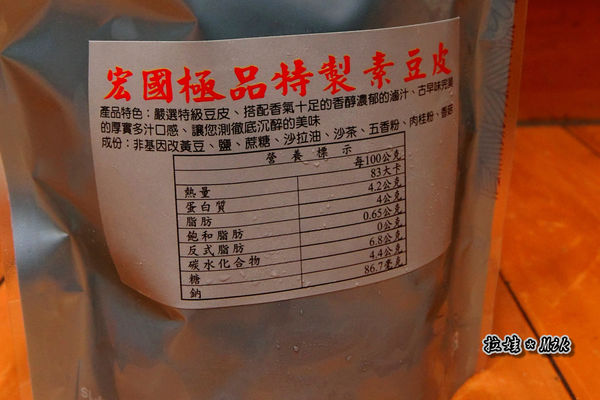 宏國極品特製素豆皮
產品特色：嚴選特級豆皮、搭配香氣十足的香醇濃郁的滷汁、古早味完美
的厚實多汁口感、讓您測徹底沉醉的美味
成份：非基因改黃豆、鹽、蔗糖、沙拉油、沙茶、五香粉、肉桂粉、香菇
營養標示
每100公克
熱量 83大卡
蛋白質 4.2公克
脂肪 4公克
飽和脂肪 0.65公克
反式脂肪 0公克
碳水化合物 6.8公克
糖 4.4公克
鈉 86.7毫克
拉娃 Mok